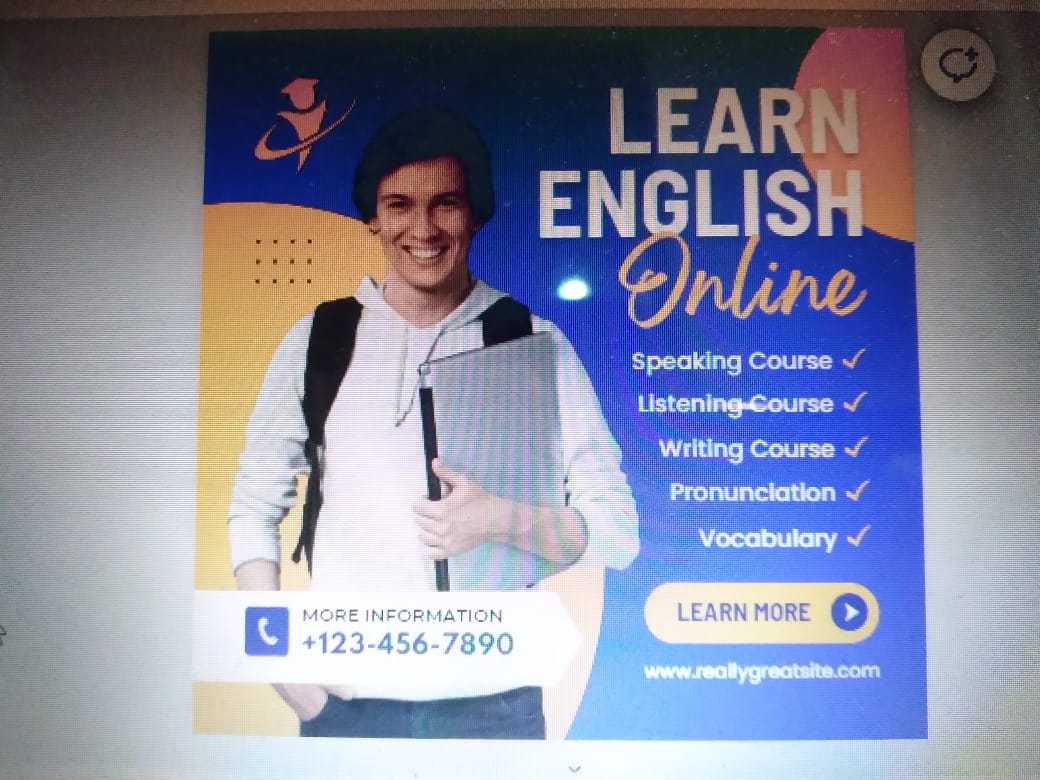 LEARN
ENGLISH
Online
Speaking Course
Listening Course
Writing Course
Pronunciation
Vocabulary
LEARN MORE
www.reallygreatsite.com
MORE INFORMATION
+123-456-7890